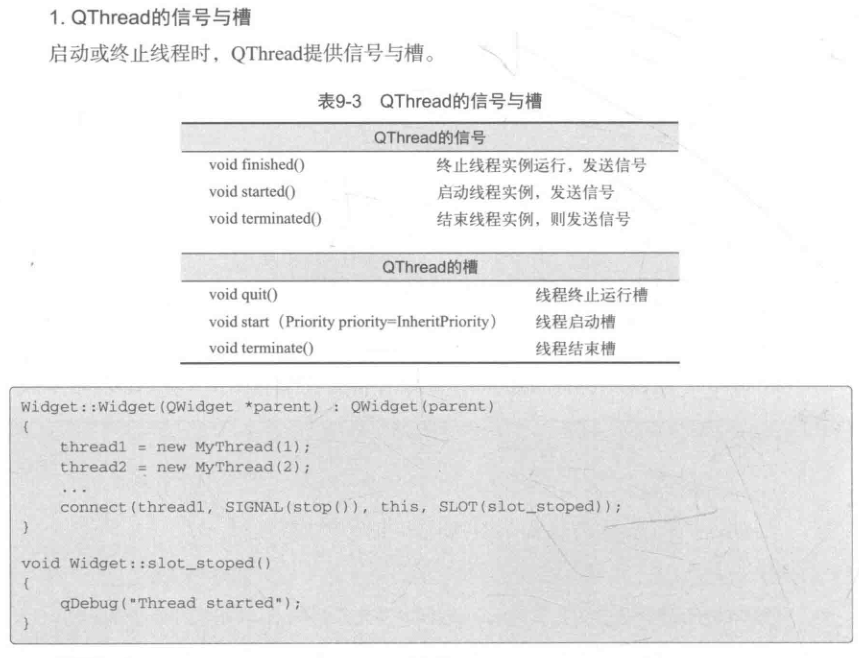 1. QThread的信号与槽
启动或终止线程时，QThread提供信号与槽。
表9-3 QThread的信号与槽
QThread的信号
void finished() 终止线程实例运行，发送信号
void started() 启动线程实例，发送信号
void terminated() 结束线程实例，则发送信号
QThread的槽
void quit() 线程终止运行槽
void start（Priority priority=InheritPriority） 线程启动槽
void terminate() 线程结束槽
Widget::Widget(QWidget *parent) : QWidget(parent)
{
    thread1 = new MyThread(1);
    thread2 = new MyThread(2);
    ...
    connect(thread1, SIGNAL(stop()), this, SLOT(slot_stoped));
}
void Widget::slot_stoped()
{
    qDebug("Thread started");
}